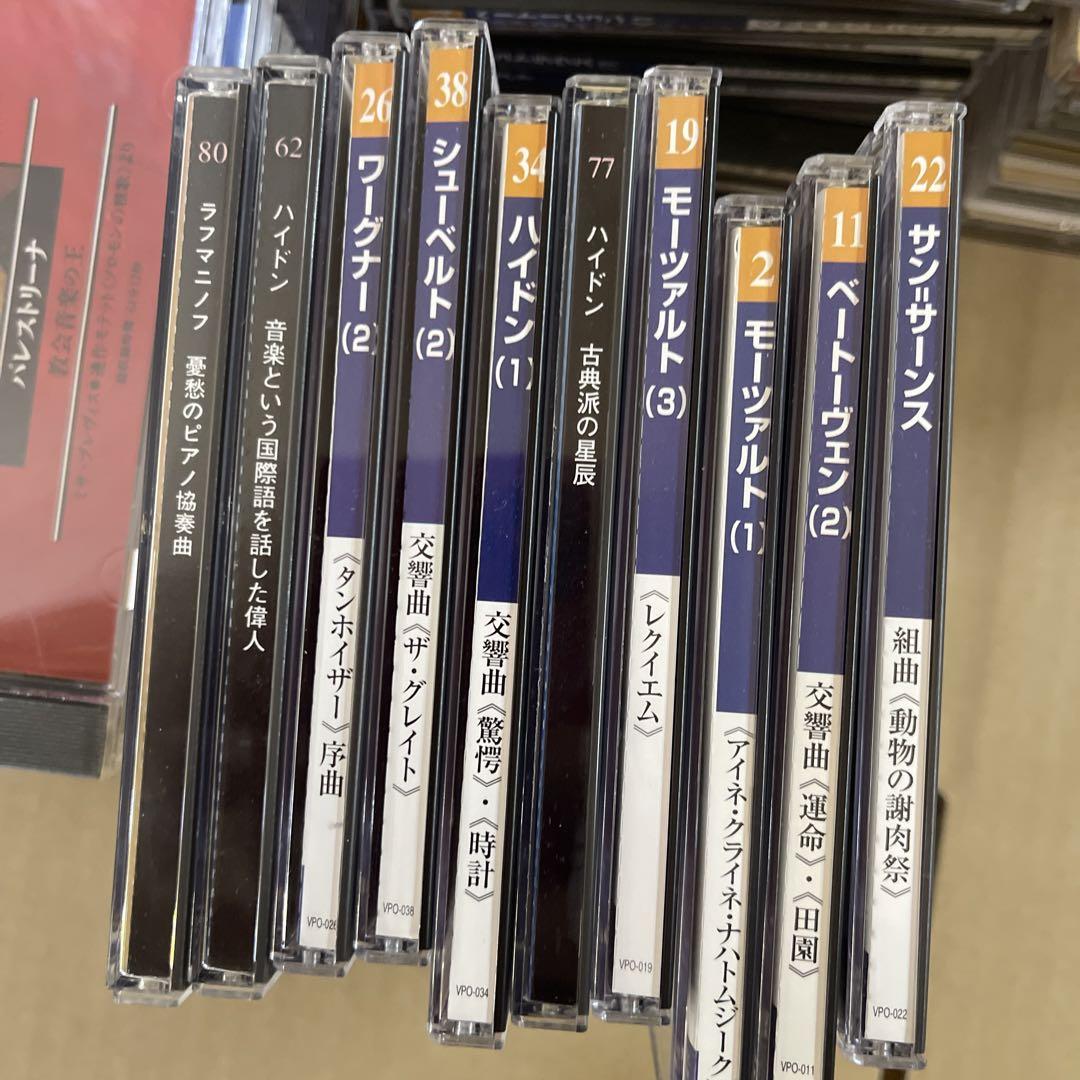 パレストリーナ
教会音楽の王
80 ラフマニノフ 憂愁のピアノ協奏曲
62 ハイドン 音楽という国際語を話した偉人
26 ワーグナー(2) 《タンホイザー》序曲 VPO-026
38 シューベルト(2) 交響曲《ザ・グレイト》 VPO-038
34 ハイドン(1) 交響曲《驚愕》・《時計》 VPO-034
77 ハイドン 古典派の星辰
19 モーツァルト(3) 《レクイエム》 VPO-019
2 モーツァルト(1) 《アイネ・クライネ・ナハトムジーク
11 ベートーヴェン(2) 交響曲《運命》・《田園》 VPO-011
22 サン=サーンス 組曲《動物の謝肉祭》 VPO-022